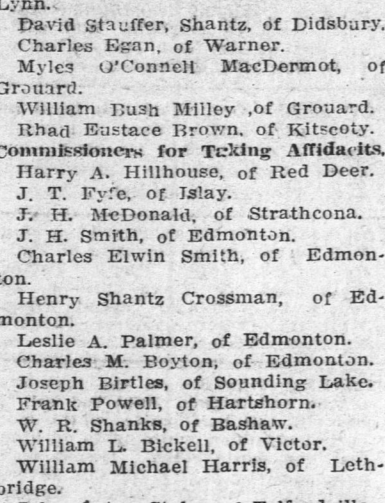 Lynn.
David Stauffer, Shantz, of Didsbury.
Charles Egan, of Warner.
Myles O'Connell MacDermot, of
Grouard.
William Bush Milley ,of Grouard.
Rhad Eustace Brown, of Kitscoty.
Commissioners for Taking Affidacits.
Harry A. Hillhouse, of Red Deer.
J. T. Fyfe, of Islay.
J. H. McDonald, of Strathcona.
J. H. Smith, of Edmonton.
Charles Elwin Smith, of Edmon-
ton.
Henry Shantz Crossman, of Ed-
monton.
Leslie A. Palmer, of Edmonton.
Charles M. Boyton, of Edmonton.
Joseph Birtles, of Sounding Lake.
Frank Powell, of Hartshorn.
W. R. Shanks, of Bashaw.
William L. Bickell, of Victor.
William Michael Harris, of Leth-
bridge.